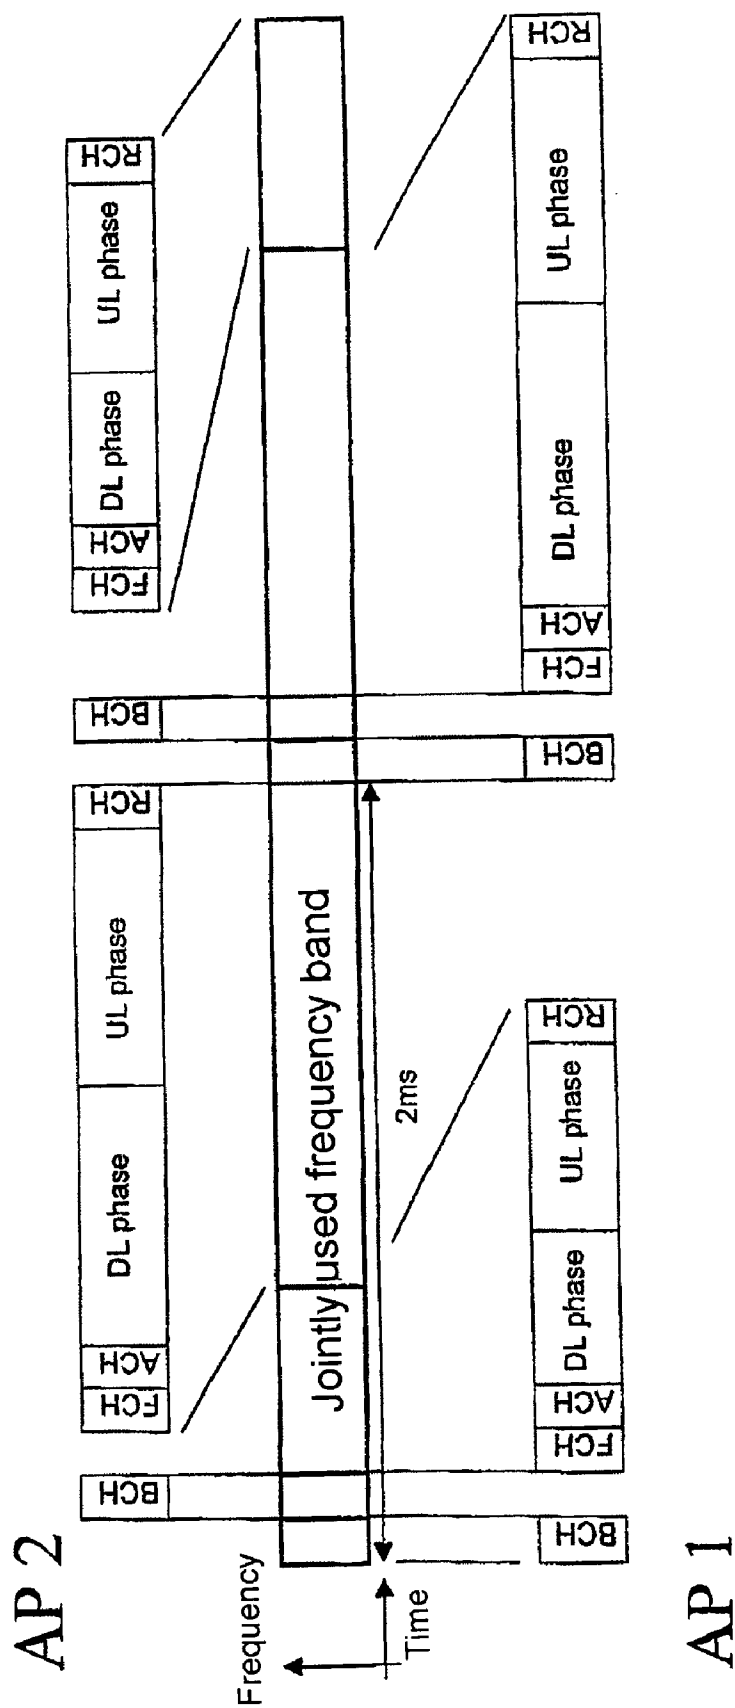 AP 2
BCH
FCH
ACH
DL phase
UL phase
RCH
BCH
FCH
ACH
DL phase
UL phase
RCH
Frequency
Jointly used frequency band
2ms
Time
BCH
FCH
ACH
DL phase
UL phase
RCH
BCH
FCH
ACH
DL phase
UL phase
RCH
AP 1